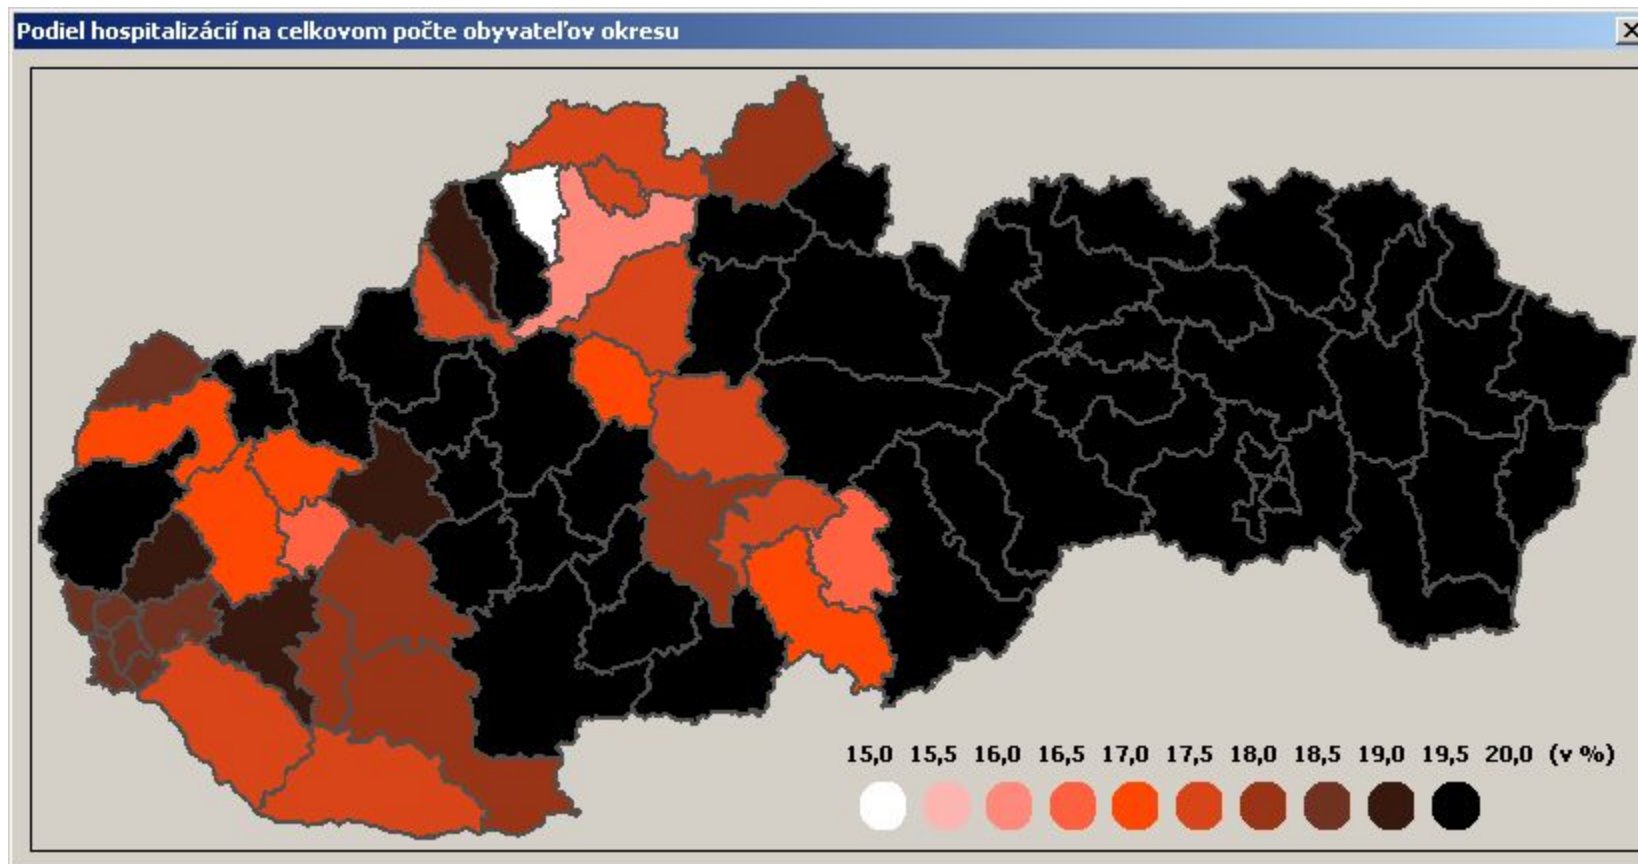 Podiel hospitalizácií na celkovom počte obyvateľov okresu
15,0 15,5 16,0 16,5 17,0 17,5 18,0 18,5 19,0 19,5 20,0 (v %)